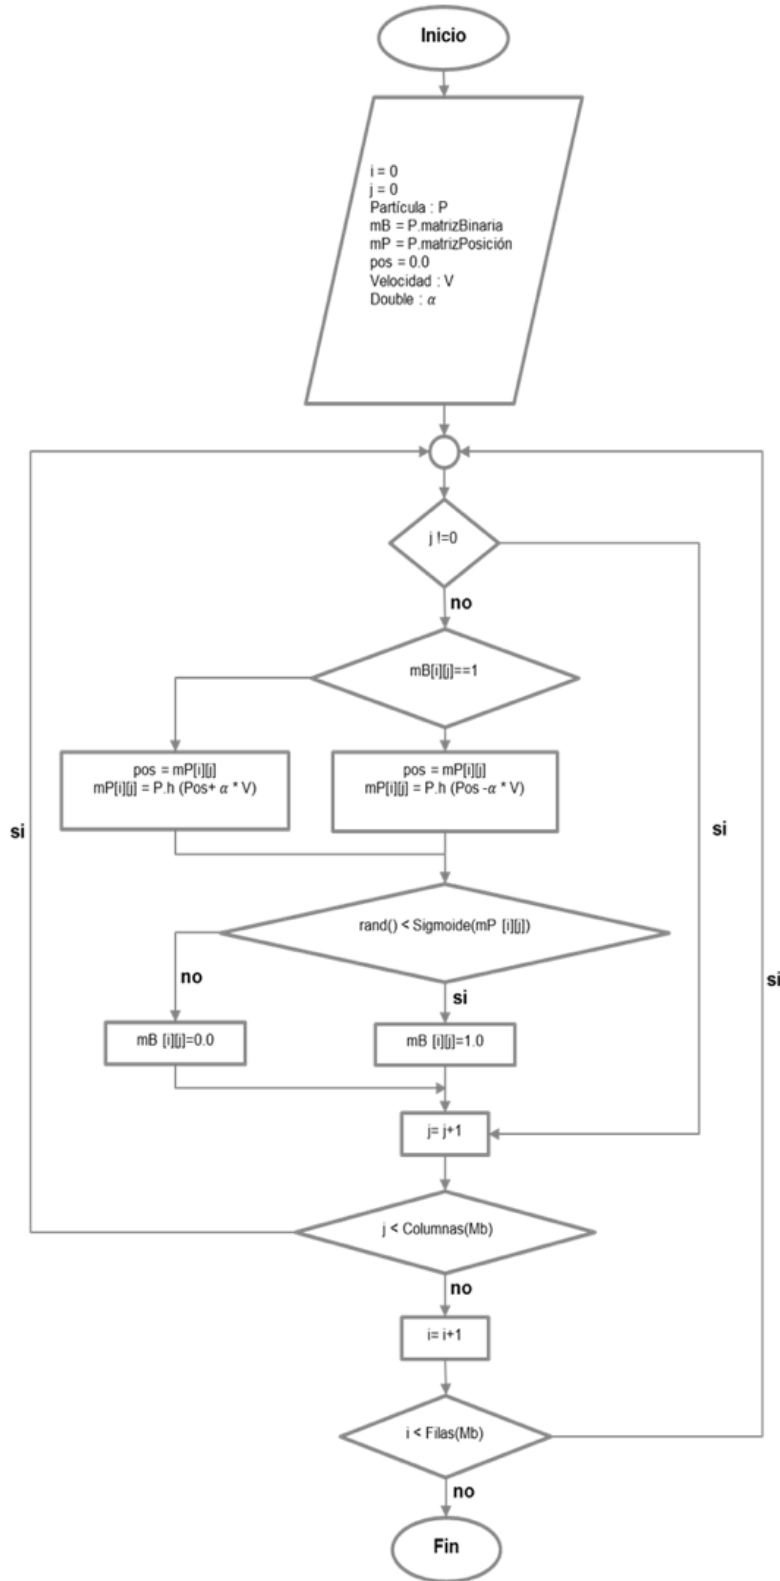 Inicio
i = 0
j = 0
Partícula : P
mB = P.matrizBinaria
mP = P.matrizPosición
pos = 0.0
Velocidad : V
Double : α
j !=0
no
mB[i][j]==1
pos = mP[i][j]
mP[i][j] = P.h (Pos+ α * V)
pos = mP[i][j]
mP[i][j] = P.h (Pos -α * V)
si
si
rand() < Sigmoide(mP [i][j])
no
si
si
mB [i][j]=0.0
mB [i][j]=1.0
j= j+1
j < Columnas(Mb)
no
i= i+1
i < Filas(Mb)
no
Fin